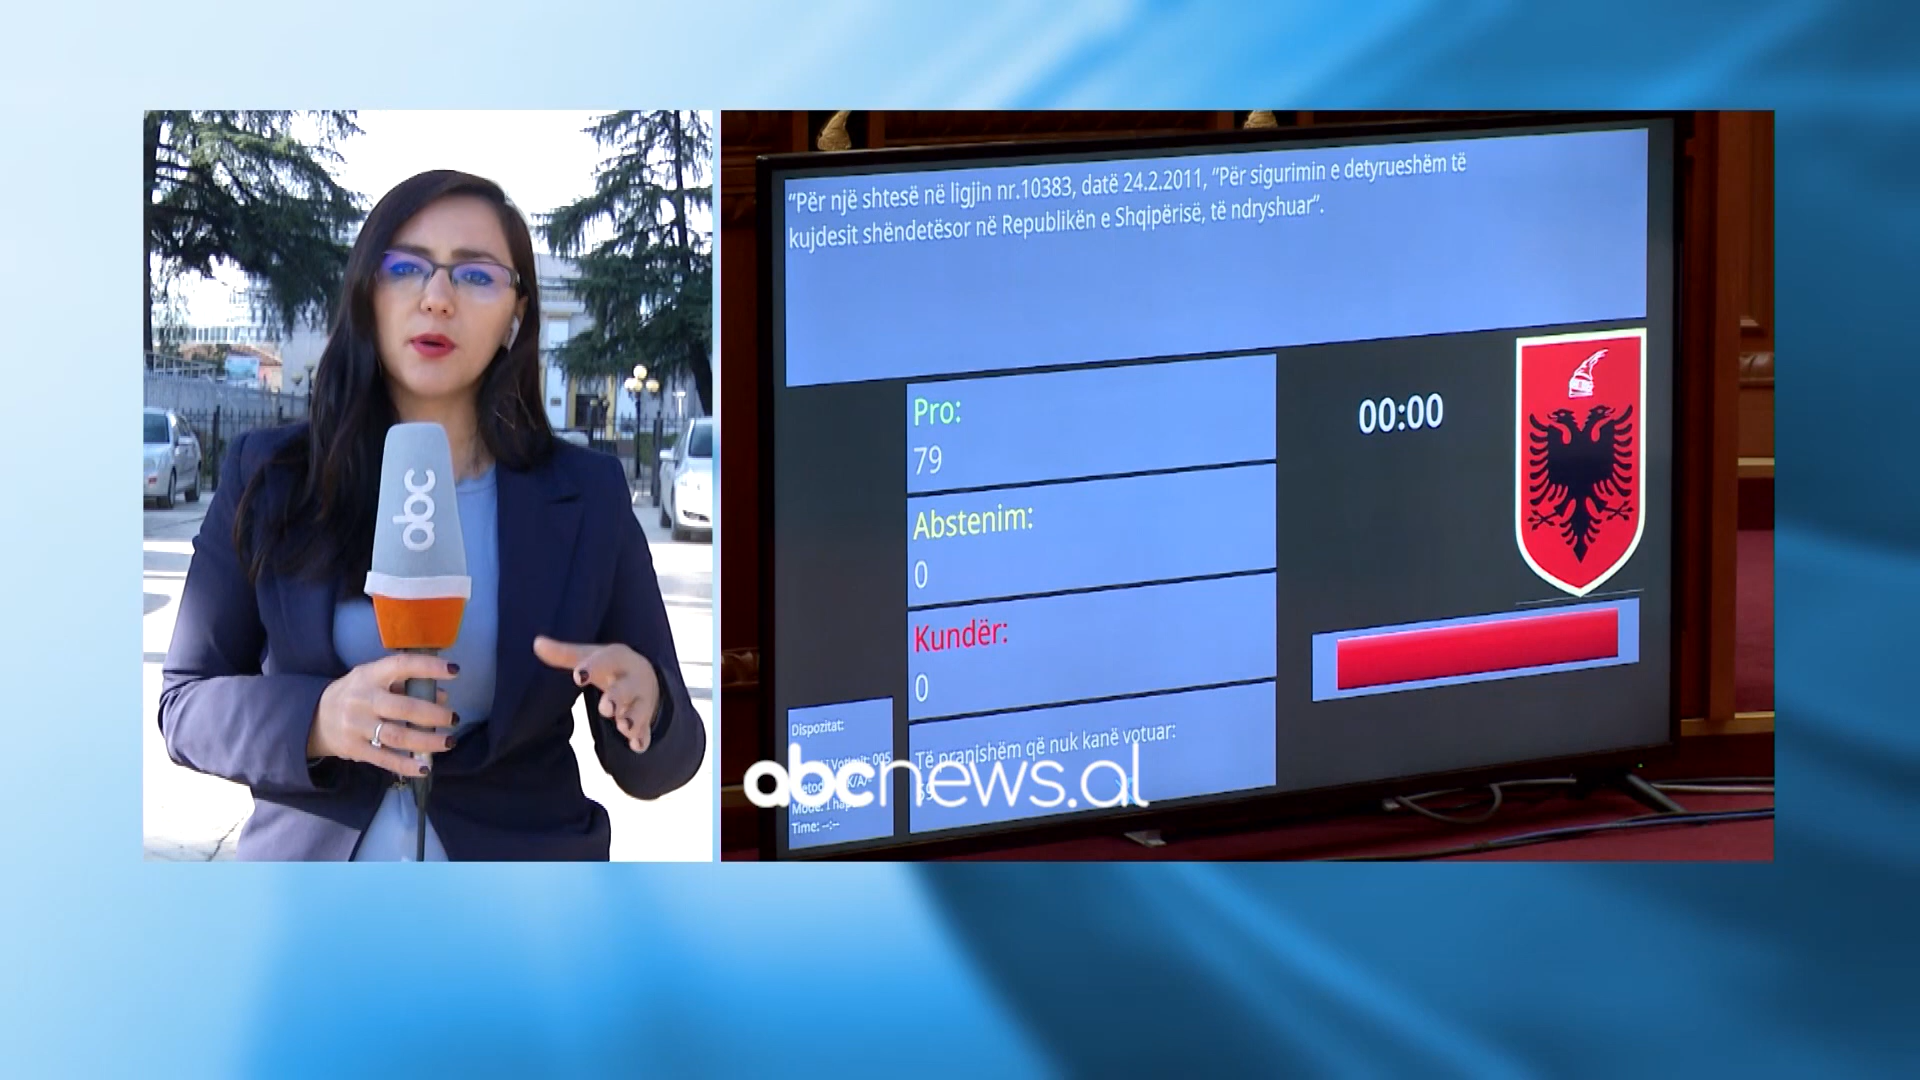 abc
“Për një shtesë në ligjin nr.10383, datë 24.2.2011, “Për sigurimin e detyrueshëm të
kujdesit shëndetësor në Republikën e Shqipërisë, të ndryshuar”.
Pro:
79
00:00
Abstenim:
0
Kundër:
0
Dispozitat:
005
Time: --:--
Të pranishëm që nuk kanë votuar:
abcnews.al